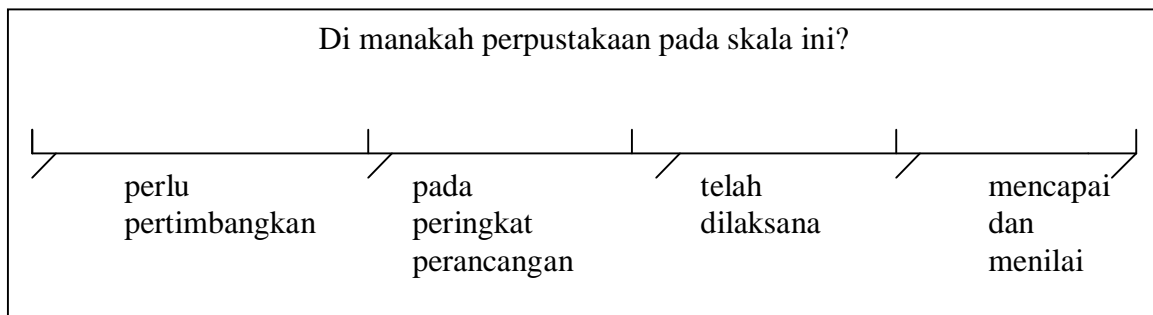 Di manakah perpustakaan pada skala ini?
perlu
pertimbangkan
pada
peringkat
perancangan
telah
dilaksana
mencapai
dan
menilai